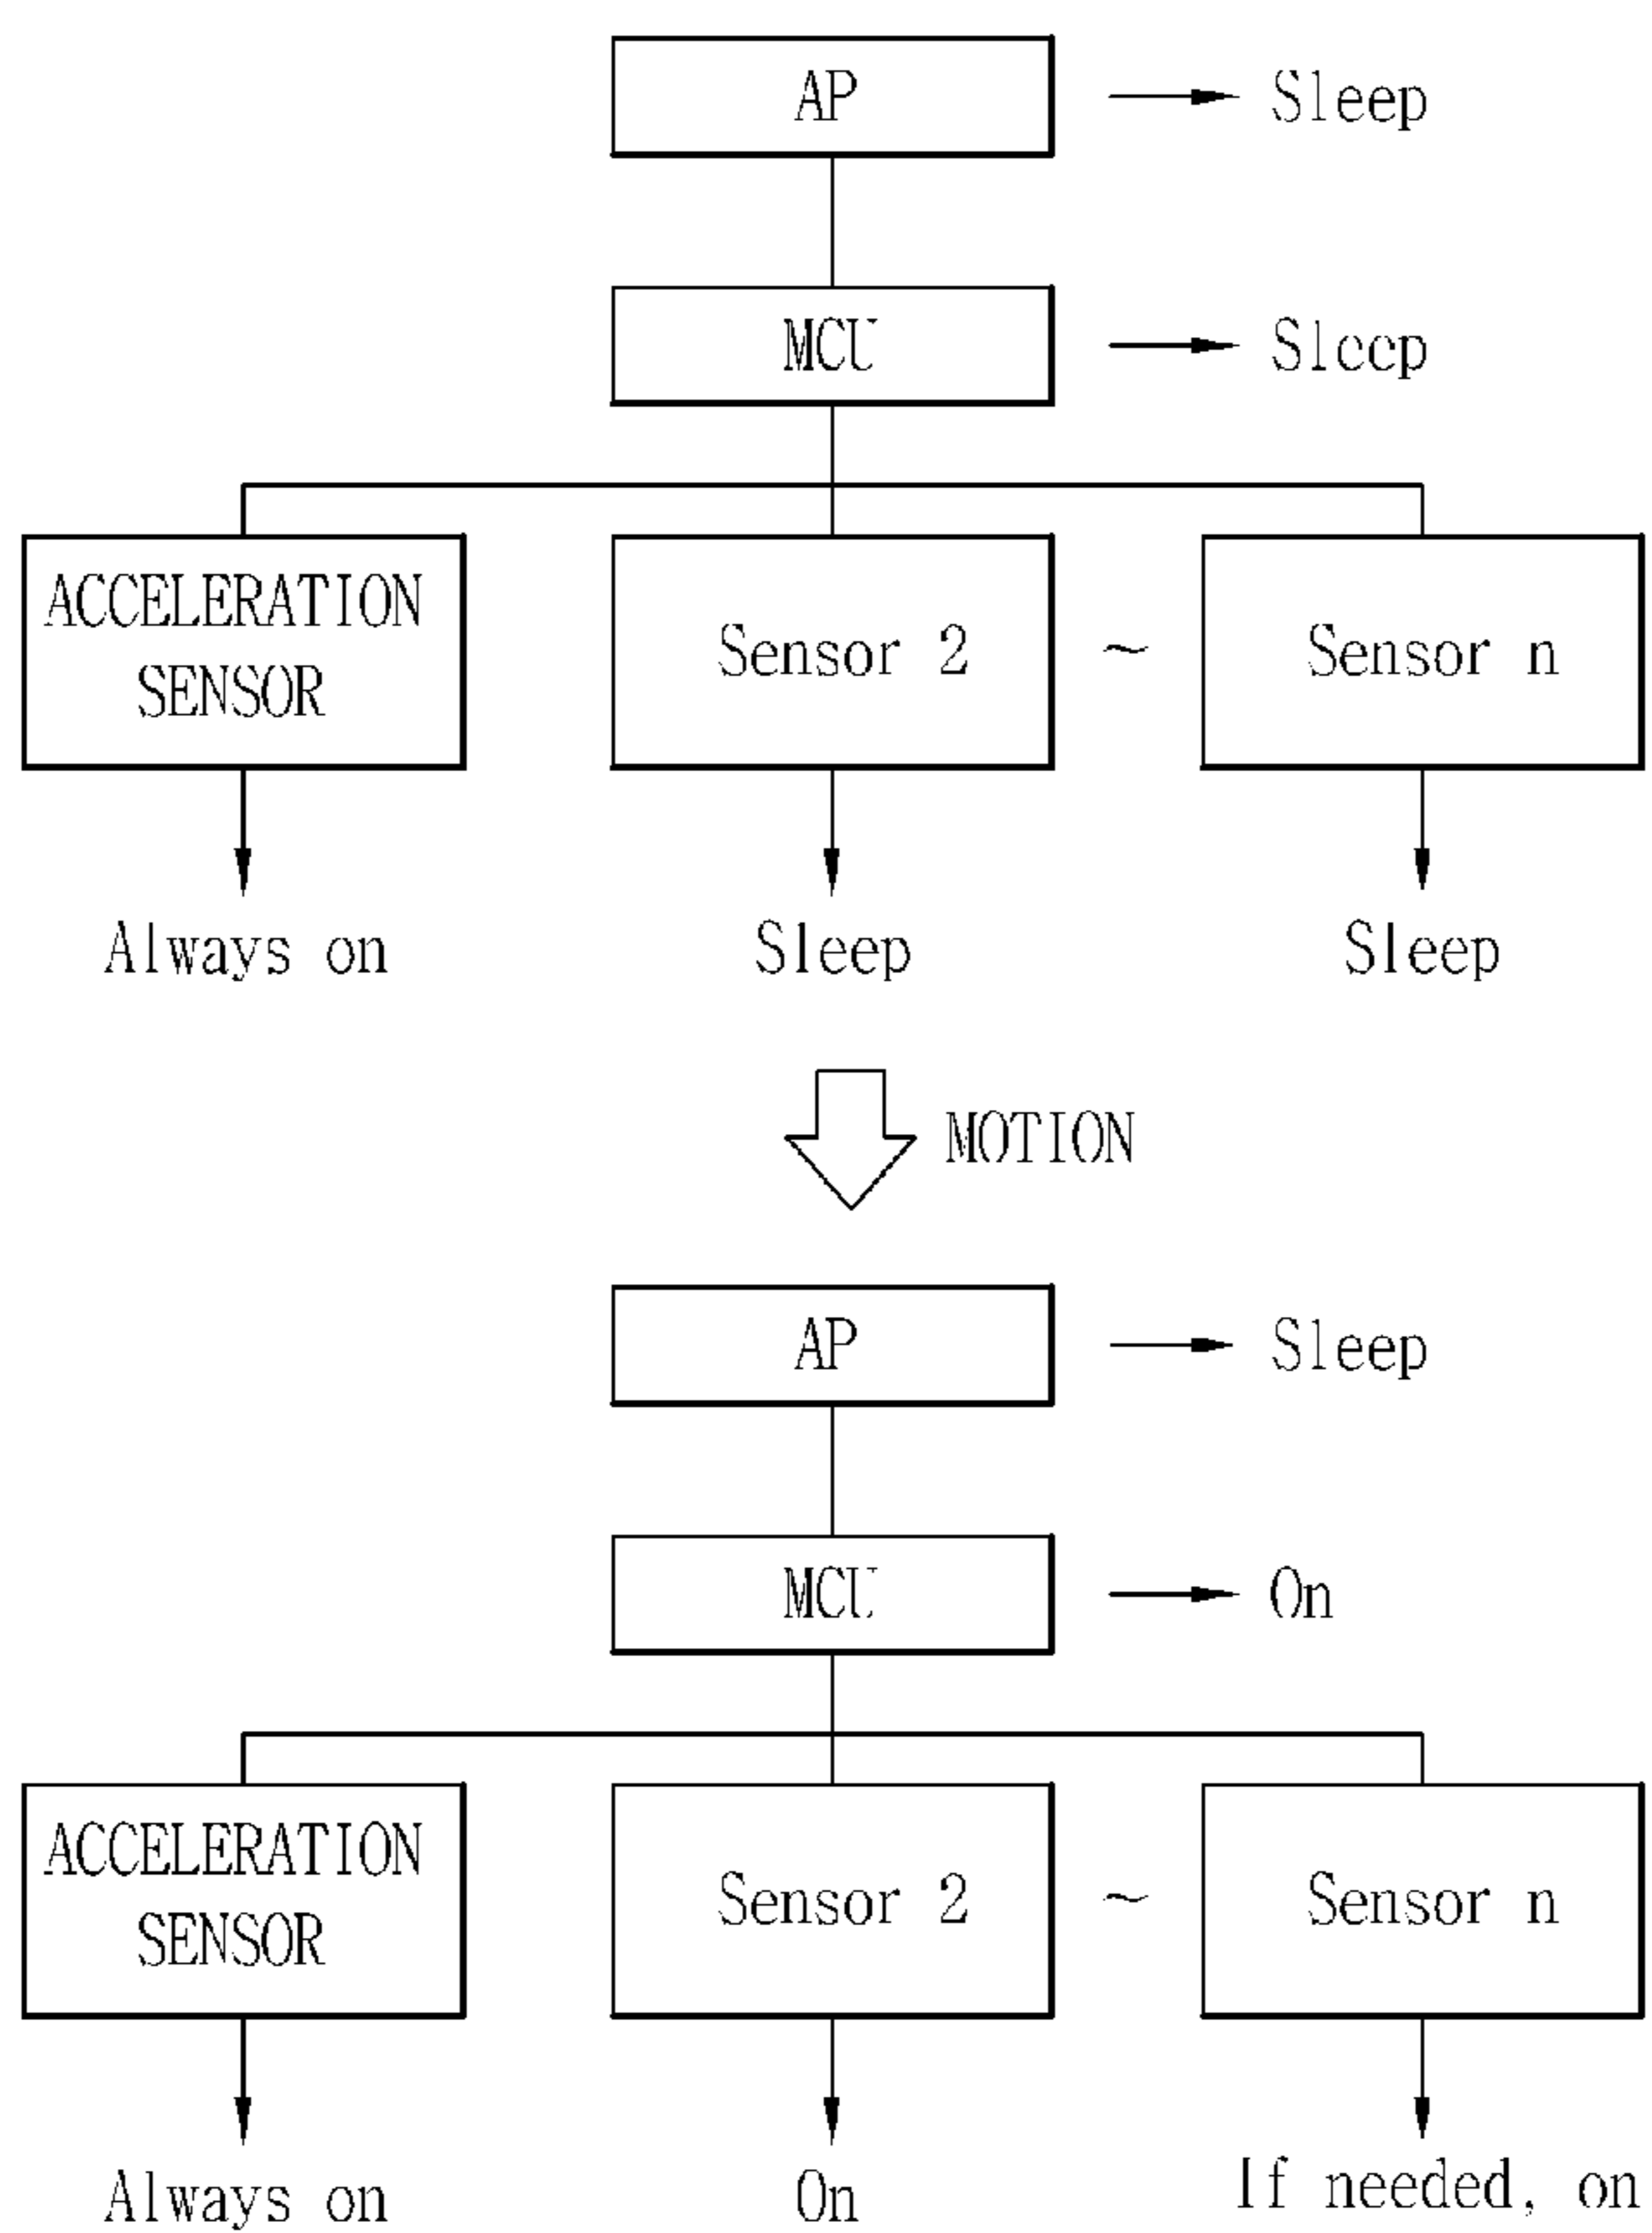 AP
Sleep
MCU
Sleep
ACCELERATION
SENSOR
Sensor 2
~
Sensor n
Always on
Sleep
Sleep
MOTION
AP
Sleep
MCU
On
ACCELERATION
SENSOR
Sensor 2
~
Sensor n
Always on
On
If needed, on